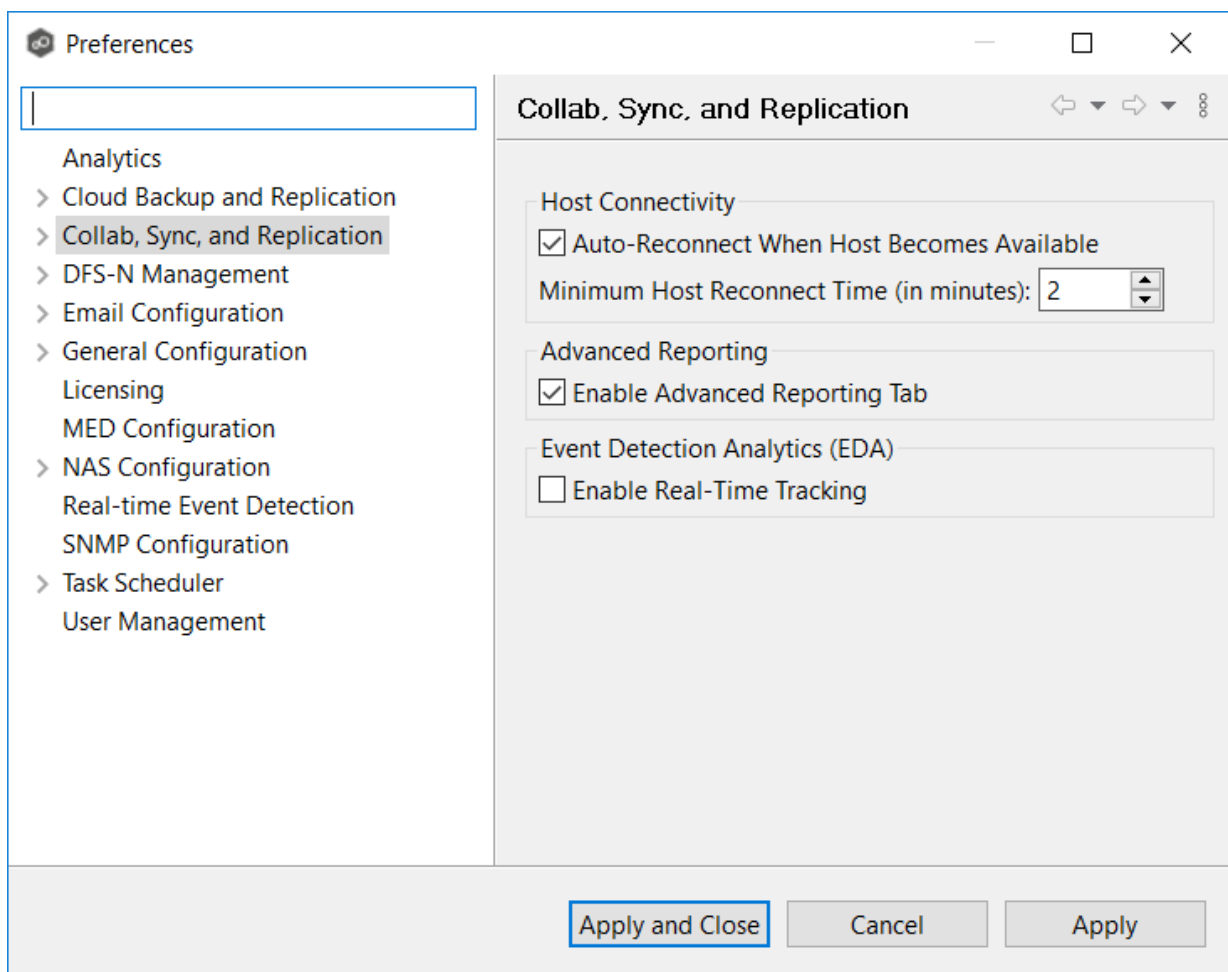 Preferences
Collab, Sync, and Replication
Analytics
Cloud Backup and Replication
Collab, Sync, and Replication
DFS-N Management
Email Configuration
General Configuration
Licensing
MED Configuration
NAS Configuration
Real-time Event Detection
SNMP Configuration
Task Scheduler
User Management
Host Connectivity
Auto-Reconnect When Host Becomes Available
Minimum Host Reconnect Time (in minutes): 2
Advanced Reporting
Enable Advanced Reporting Tab
Event Detection Analytics (EDA)
Enable Real-Time Tracking
Apply and Close Cancel Apply